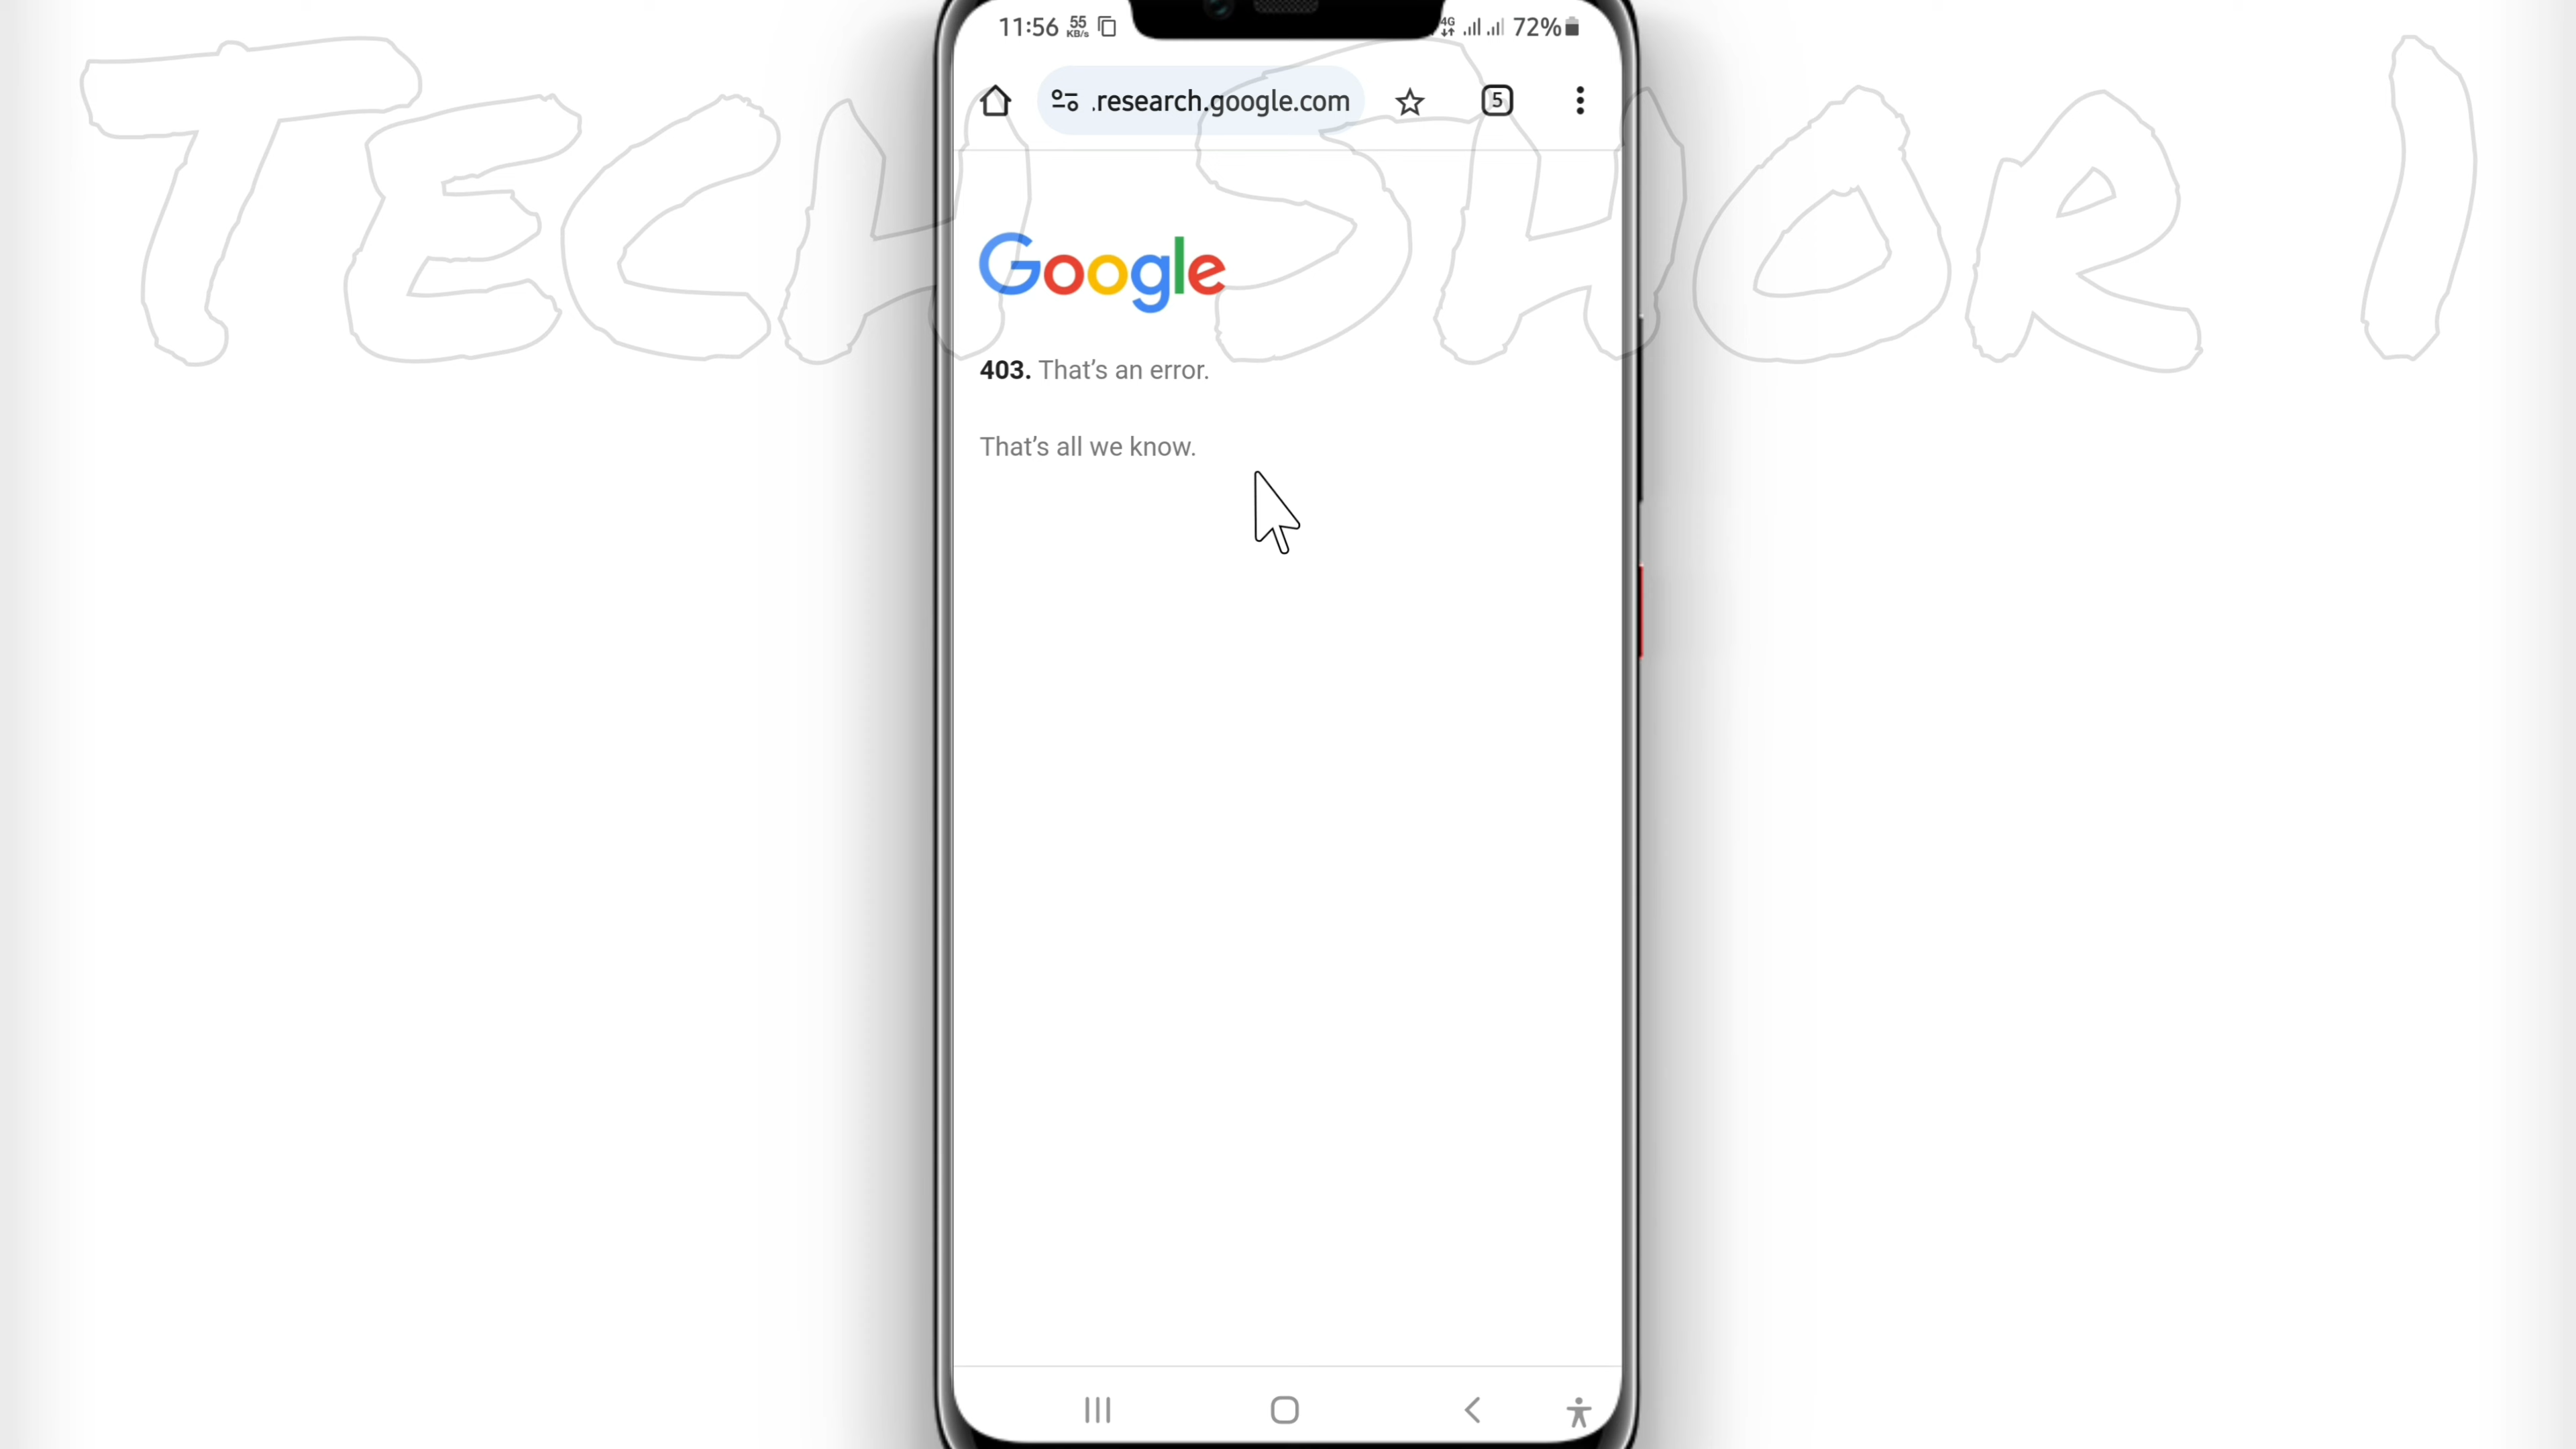 TECH SHOR I
11:56 55 KB/s 4G 72%
.research.google.com 5
Google
403. That’s an error.
That’s all we know.